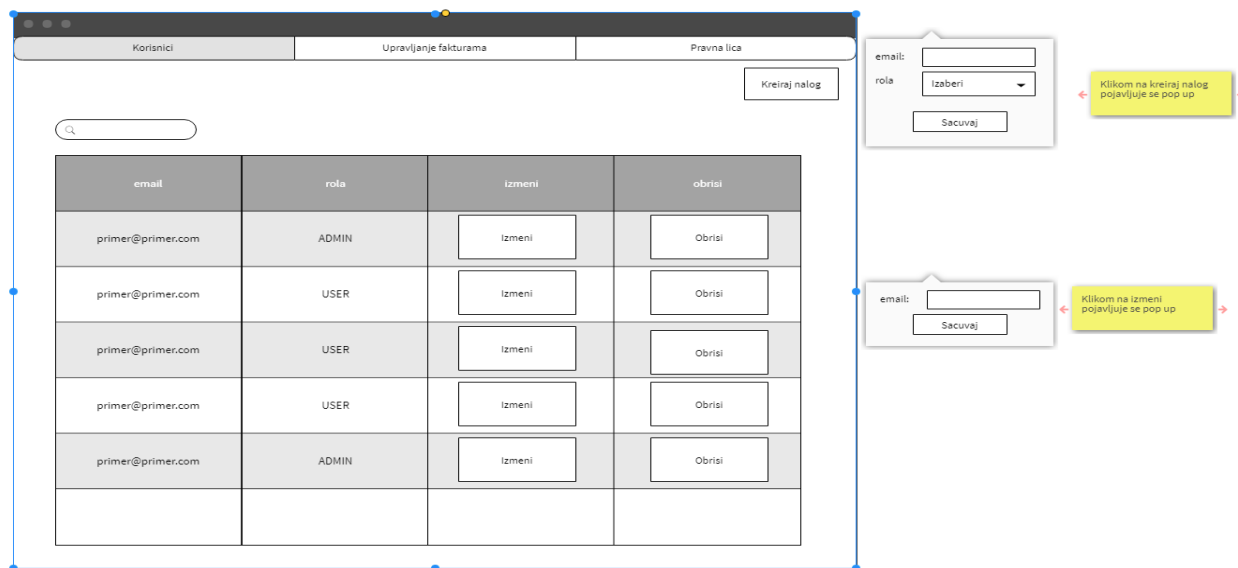 Korisnici
Upravljanje fakturama
Pravna lica
Kreiraj nalog
email
rola
izmeni
obrisi
primer@primer.com
ADMIN
Izmeni
Obrisi
primer@primer.com
USER
Izmeni
Obrisi
primer@primer.com
USER
Izmeni
Obrisi
primer@primer.com
USER
Izmeni
Obrisi
primer@primer.com
ADMIN
Izmeni
Obrisi
email:
rola
Izaberi
Sacuvaj
Klikom na kreiraj nalog
pojavljuje se pop up
email:
Sacuvaj
Klikom na izmeni
pojavljuje se pop up